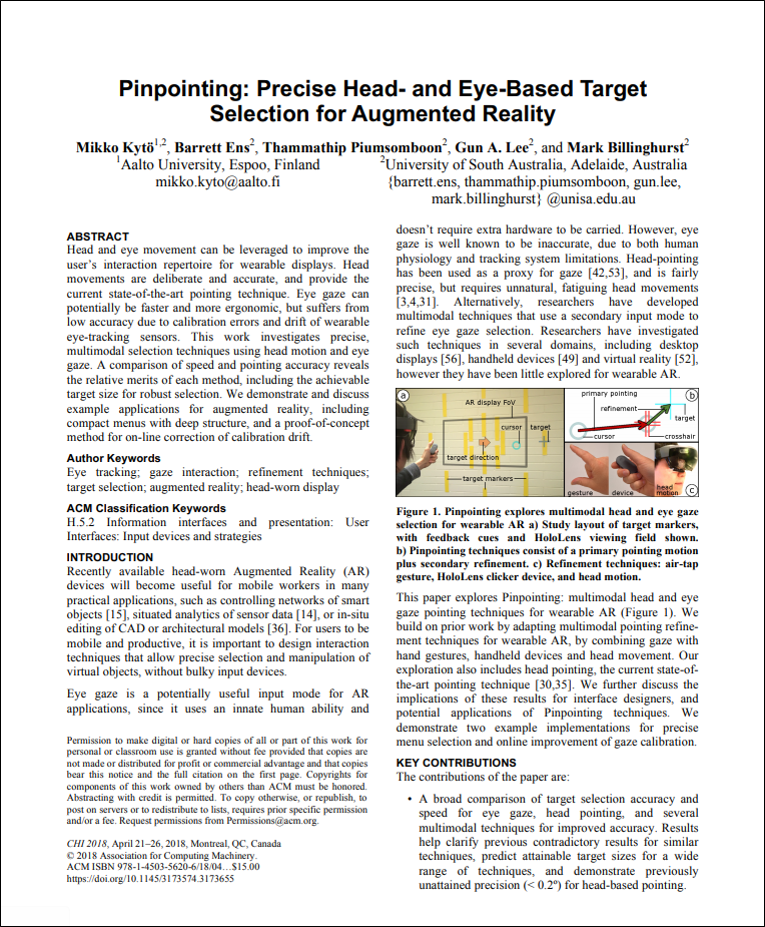 Pinpointing: Precise Head- and Eye-Based Target
Selection for Augmented Reality
Mikko Kytö1,2, Barrett Ens2, Thammathip Piumsomboon2, Gun A. Lee2, and Mark Billinghurst2
1Aalto University, Espoo, Finland
mikko.kyto@aalto.fi
2University of South Australia, Adelaide, Australia
{barrett.ens, thammathip.piumsomboon, gun.lee,
mark.billinghurst} @unisa.edu.au
ABSTRACT
Head and eye movement can be leveraged to improve the
user's interaction repertoire for wearable displays. Head
movements are deliberate and accurate, and provide the
current state-of-the-art pointing technique. Eye gaze can
potentially be faster and more ergonomic, but suffers from
low accuracy due to calibration errors and drift of wearable
eye-tracking sensors. This work investigates precise,
multimodal selection techniques using head motion and eye
gaze. A comparison of speed and pointing accuracy reveals
the relative merits of each method, including the achievable
target size for robust selection. We demonstrate and discuss
example applications for augmented reality, including
compact menus with deep structure, and a proof-of-concept
method for on-line correction of calibration drift.
Author Keywords
Eye tracking; gaze interaction; refinement techniques;
target selection; augmented reality; head-worn display
ACM Classification Keywords
H.5.2 Information interfaces and presentation: User
Interfaces: Input devices and strategies
INTRODUCTION
Recently available head-worn Augmented Reality (AR)
devices will become useful for mobile workers in many
practical applications, such as controlling networks of smart
objects [15], situated analytics of sensor data [14], or in-situ
editing of CAD or architectural models [36]. For users to be
mobile and productive, it is important to design interaction
techniques that allow precise selection and manipulation of
virtual objects, without bulky input devices.
Eye gaze is a potentially useful input mode for AR
applications, since it uses an innate human ability and
Permission to make digital or hard copies of all or part of this work for
personal or classroom use is granted without fee provided that copies are
not made or distributed for profit or commercial advantage and that copies
bear this notice and the full citation on the first page. Copyrights for
components of this work owned by others than ACM must be honored.
Abstracting with credit is permitted. To copy otherwise, or republish, to
post on servers or to redistribute to lists, requires prior specific permission
and/or a fee. Request permissions from Permissions@acm.org.
CHI 2018, April 21–26, 2018, Montreal, QC, Canada
© 2018 Association for Computing Machinery.
ACM ISBN 978-1-4503-5620-6/18/04…$15.00
https://doi.org/10.1145/3173574.3173655
doesn't require extra hardware to be carried. However, eye
gaze is well known to be inaccurate, due to both human
physiology and tracking system limitations. Head-pointing
has been used as a proxy for gaze [42,53], and is fairly
precise, but requires unnatural, fatiguing head movements
[3,4,31]. Alternatively, researchers have developed
multimodal techniques that use a secondary input mode to
refine eye gaze selection. Researchers have investigated
such techniques in several domains, including desktop
displays [56], handheld devices [49] and virtual reality [52],
however they have been little explored for wearable AR.
a
AR display FoV
cursor
target
target direction
target markers
primary pointing
b
refinement
target
cursor
crosshair
gesture
device
head
motion
c
Figure 1. Pinpointing explores multimodal head and eye gaze
selection for wearable AR a) Study layout of target markers,
with feedback cues and HoloLens viewing field shown.
b) Pinpointing techniques consist of a primary pointing motion
plus secondary refinement. c) Refinement techniques: air-tap
gesture, HoloLens clicker device, and head motion.
This paper explores Pinpointing: multimodal head and eye
gaze pointing techniques for wearable AR (Figure 1). We
build on prior work by adapting multimodal pointing refine-
ment techniques for wearable AR, by combining gaze with
hand gestures, handheld devices and head movement. Our
exploration also includes head pointing, the current state-of-
the-art pointing technique [30,35]. We further discuss the
implications of these results for interface designers, and
potential applications of Pinpointing techniques. We
demonstrate two example implementations for precise
menu selection and online improvement of gaze calibration.
KEY CONTRIBUTIONS
The contributions of the paper are:
• A broad comparison of target selection accuracy and
speed for eye gaze, head pointing, and several
multimodal techniques for improved accuracy. Results
help clarify previous contradictory results for similar
techniques, predict attainable target sizes for a wide
range of techniques, and demonstrate previously
unattained precision (< 0.2º) for head-based pointing.